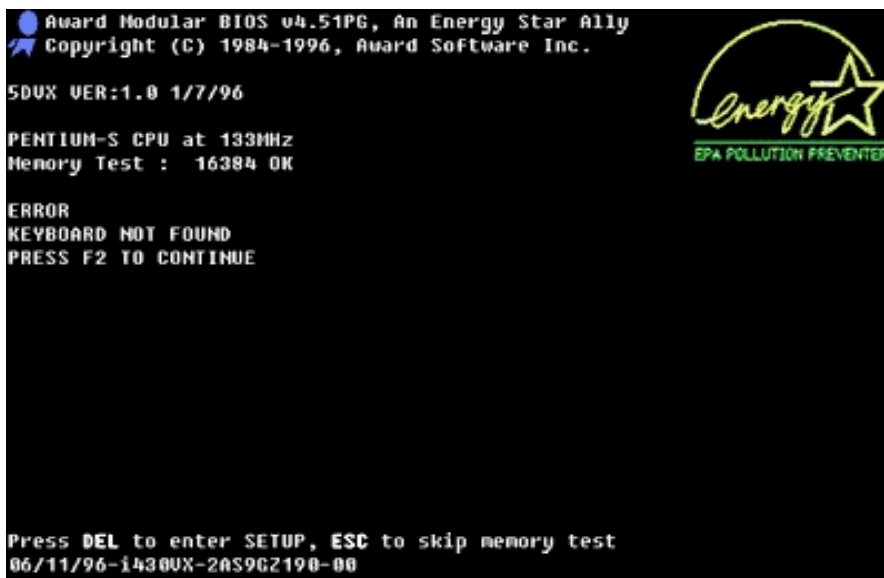 Award Modular BIOS v4.51PG, An Energy Star Ally
Copyright (C) 1984-1996, Award Software Inc.
energy
EPA POLLUTION PREVENTER
5DVX VER:1.0 1/7/96
PENTIUM-S CPU at 133MHz
Memory Test : 16384 OK
ERROR
KEYBOARD NOT FOUND
PRESS F2 TO CONTINUE
Press DEL to enter SETUP, ESC to skip memory test
06/11/96-i430VX-2AS9GZ190-00